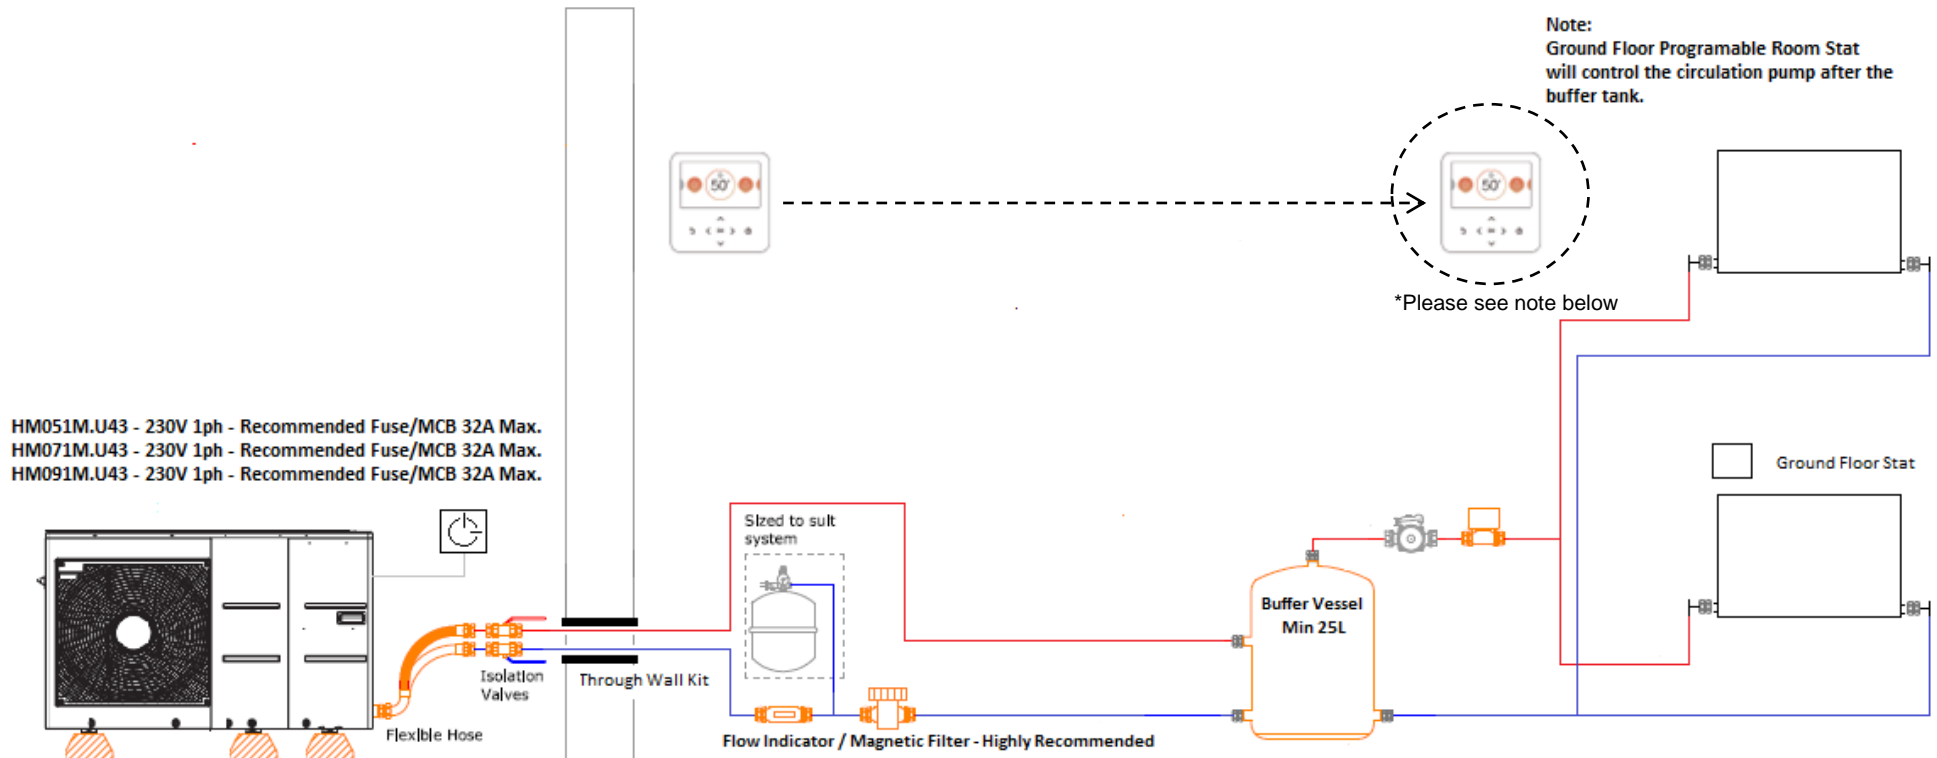 Note:
Ground Floor Programable Room Stat
will control the circulation pump after the
buffer tank.
50'
50'
*Please see note below
HM051M.U43 - 230V 1ph - Recommended Fuse/MCB 32A Max.
HM071M.U43 - 230V 1ph - Recommended Fuse/MCB 32A Max.
HM091M.U43 - 230V 1ph - Recommended Fuse/MCB 32A Max.
Ground Floor Stat
Sized to suit
system
Buffer Vessel
Min 25L
Isolation
Valves
Through Wall Kit
Flexible Hose
Flow Indicator / Magnetic Filter - Highly Recommended